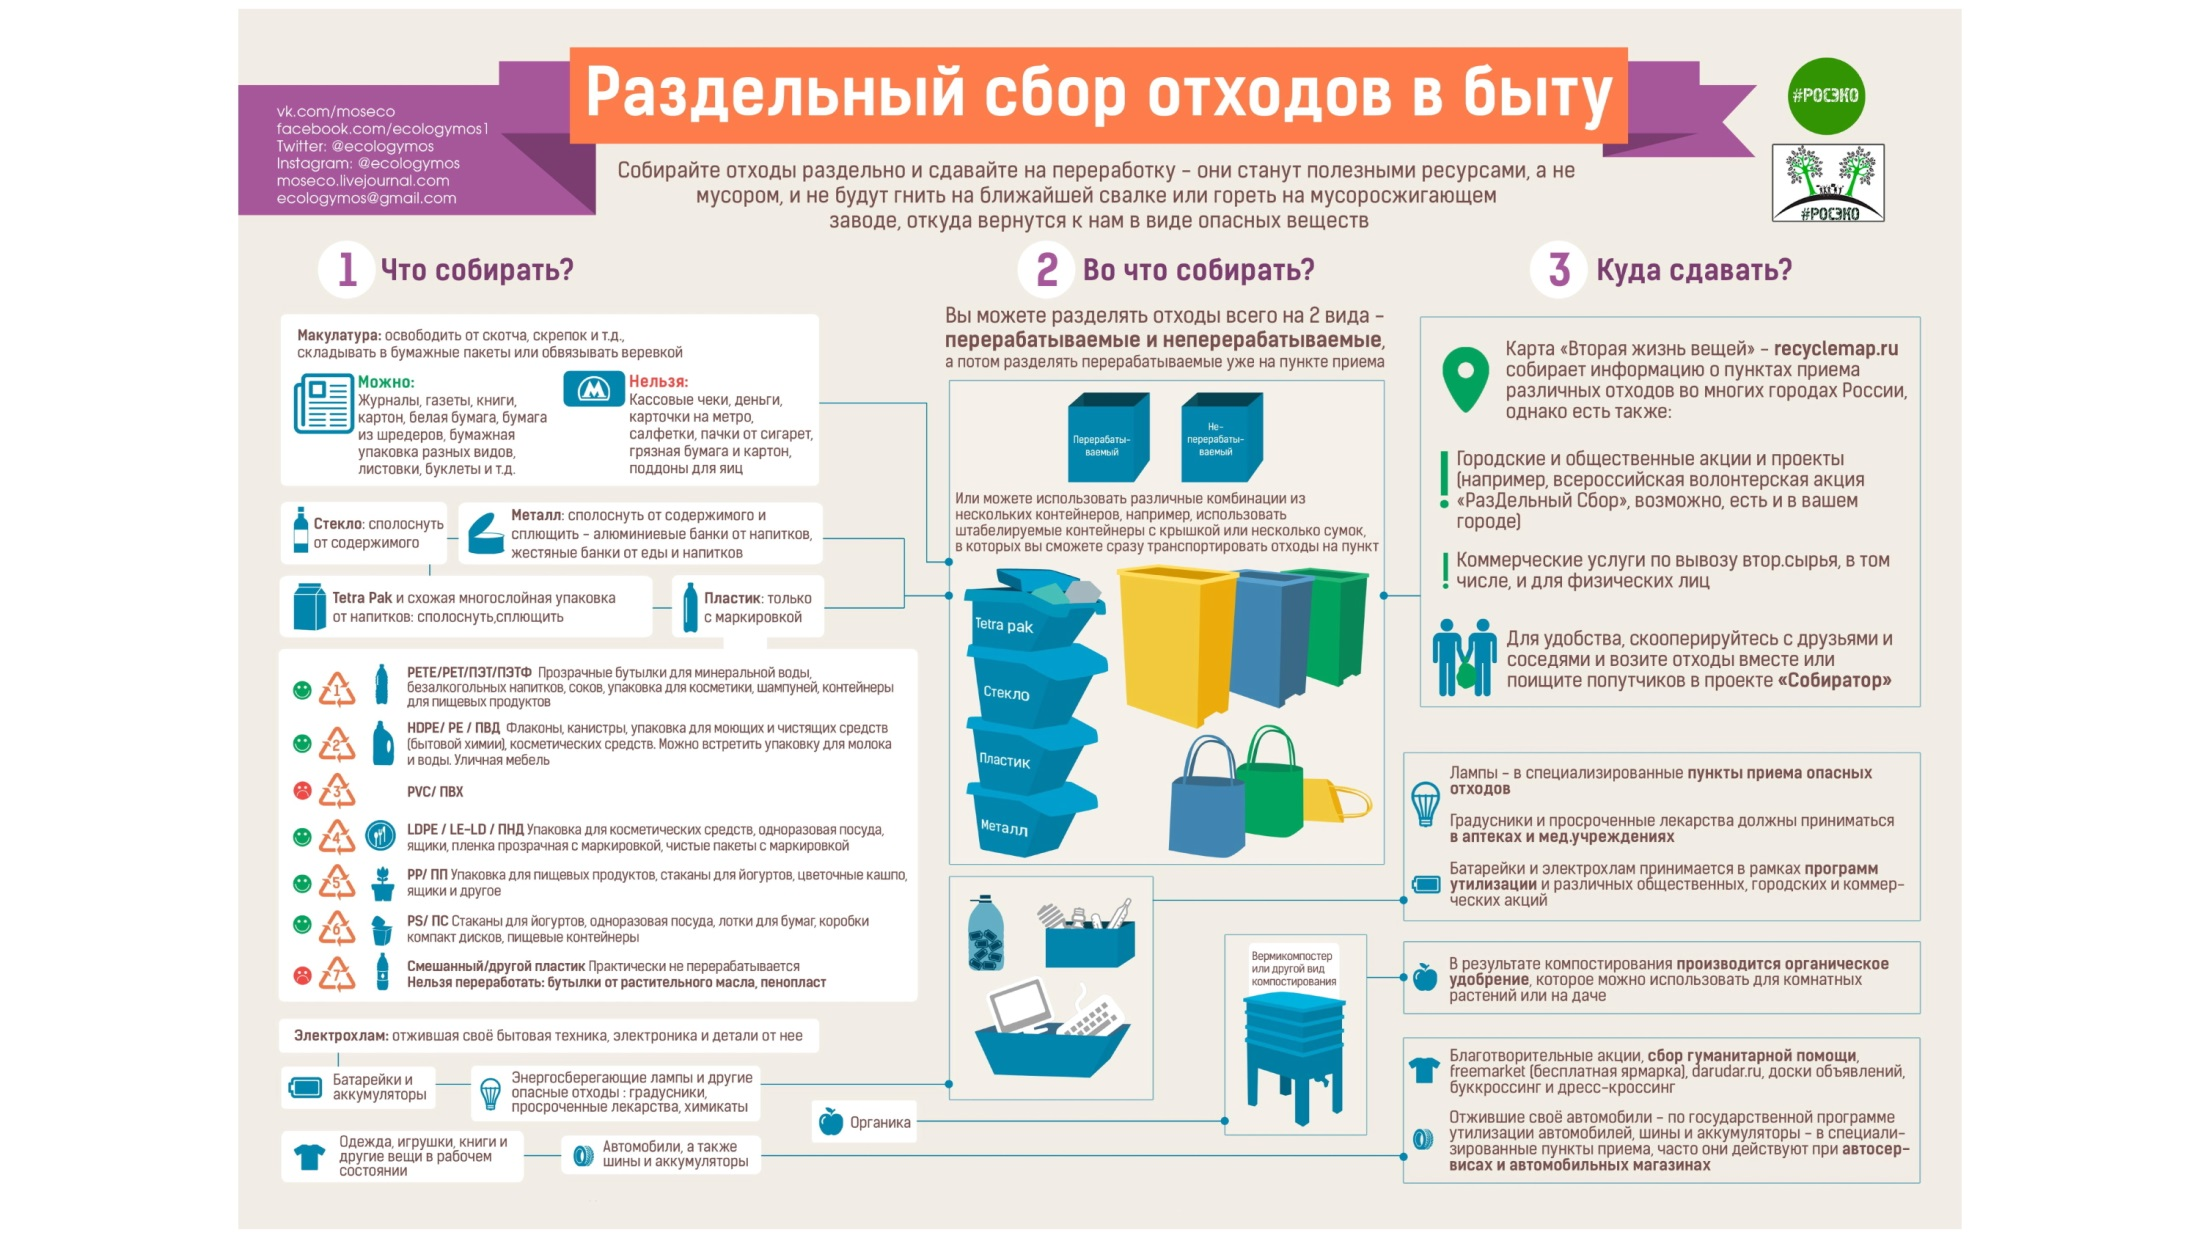 Раздельный сбор отходов в быту
vk.com/moseco
facebook.com/ecologymos1
Twitter: @ecologymos
Instagram: @ecologymos
moseco.livejournal.com
ecologymos@gmail.com
#РОСЭКО
#РОСЭКО
Собирайте отходы раздельно и сдавайте на переработку – они станут полезными ресурсами, а не
мусором, и не будут гнить на ближайшей свалке или гореть на мусоросжигающем
заводе, откуда вернутся к нам в виде опасных веществ
1 Что собирать?
Макулатура: освободить от скотча, скрепок и т.д.,
складывать в бумажные пакеты или обвязывать веревкой
Можно:
Журналы, газеты, книги,
картон, белая бумага, бумага
из шредеров, бумажная
упаковка разных видов,
листовки, буклеты и т.д.
Нельзя:
Кассовые чеки, деньги,
карточки на метро,
салфетки, пачки от сигарет,
грязная бумага и картон,
поддоны для яиц
Стекло: сполоснуть
от содержимого
Металл: сполоснуть от содержимого и
сплющить – алюминиевые банки от напитков,
жестяные банки от еды и напитков
Tetra Pak и схожая многослойная упаковка
от напитков: сполоснуть,сплющить
Пластик: только
с маркировкой
1
PETE/PET/ПЭТ/ПЭТФ Прозрачные бутылки для минеральной воды,
безалкогольных напитков, соков, упаковка для косметики, шампуней, контейнеры
для пищевых продуктов
2
HDPE/ PE / ПВД Флаконы, канистры, упаковка для моющих и чистящих средств
(бытовой химии), косметических средств. Можно встретить упаковку для молока
и воды. Уличная мебель
3
PVC/ ПВХ
4
LDPE / LE-LD / ПНД Упаковка для косметических средств, одноразовая посуда,
ящики, пленка прозрачная с маркировкой, чистые пакеты с маркировкой
5
PP/ ПП Упаковка для пищевых продуктов, стаканы для йогуртов, цветочные кашпо,
ящики и другое
6
PS/ ПС Стаканы для йогуртов, одноразовая посуда, лотки для бумаг, коробки
компакт дисков, пищевые контейнеры
7
Смешанный/другой пластик Практически не перерабатывается
Нельзя переработать: бутылки от растительного масла, пенопласт
Электрохлам: отжившая своё бытовая техника, электроника и детали от нее
Батарейки и
аккумуляторы
Энергосберегающие лампы и другие
опасные отходы : градусники,
просроченные лекарства, химикаты
Органика
Одежда, игрушки, книги и
другие вещи в рабочем
состоянии
Автомобили, а также
шины и аккумуляторы
2 Во что собирать?
Вы можете разделять отходы всего на 2 вида –
перерабатываемые и неперерабатываемые,
а потом разделять перерабатываемые уже на пункте приема
Перерабаты-
ваемый
Не-
перерабаты-
ваемый
Или можете использовать различные комбинации из
нескольких контейнеров, например, использовать
штабелируемые контейнеры с крышкой или несколько сумок,
в которых вы сможете сразу транспортировать отходы на пункт
Tetra pak
Стекло
Пластик
Металл
Вермикомпостер
или другой вид
компостирования
3 Куда сдавать?
Карта «Вторая жизнь вещей» – recyclemap.ru
собирает информацию о пунктах приема
различных отходов во многих городах России,
однако есть также:
Городские и общественные акции и проекты
(например, всероссийская волонтерская акция
«РазДельный Сбор», возможно, есть и в вашем
городе)
Коммерческие услуги по вывозу втор.сырья, в том
числе, и для физических лиц
Для удобства, скооперируйтесь с друзьями и
соседями и возите отходы вместе или
поищите попутчиков в проекте «Собиратор»
Лампы – в специализированные пункты приема опасных
отходов
Градусники и просроченные лекарства должны приниматься
в аптеках и мед.учреждениях
Батарейки и электрохлам принимается в рамках программ
утилизации и различных общественных, городских и коммер-
ческих акций
В результате компостирования производится органическое
удобрение, которое можно использовать для комнатных
растений или на даче
Благотворительные акции, сбор гуманитарной помощи,
freemarket (бесплатная ярмарка), darudar.ru, доски объявлений,
буккроссинг и дресс-кроссинг
Отжившие своё автомобили – по государственной программе
утилизации автомобилей, шины и аккумуляторы – в специали-
зированные пункты приема, часто они действуют при автосер-
висах и автомобильных магазинах